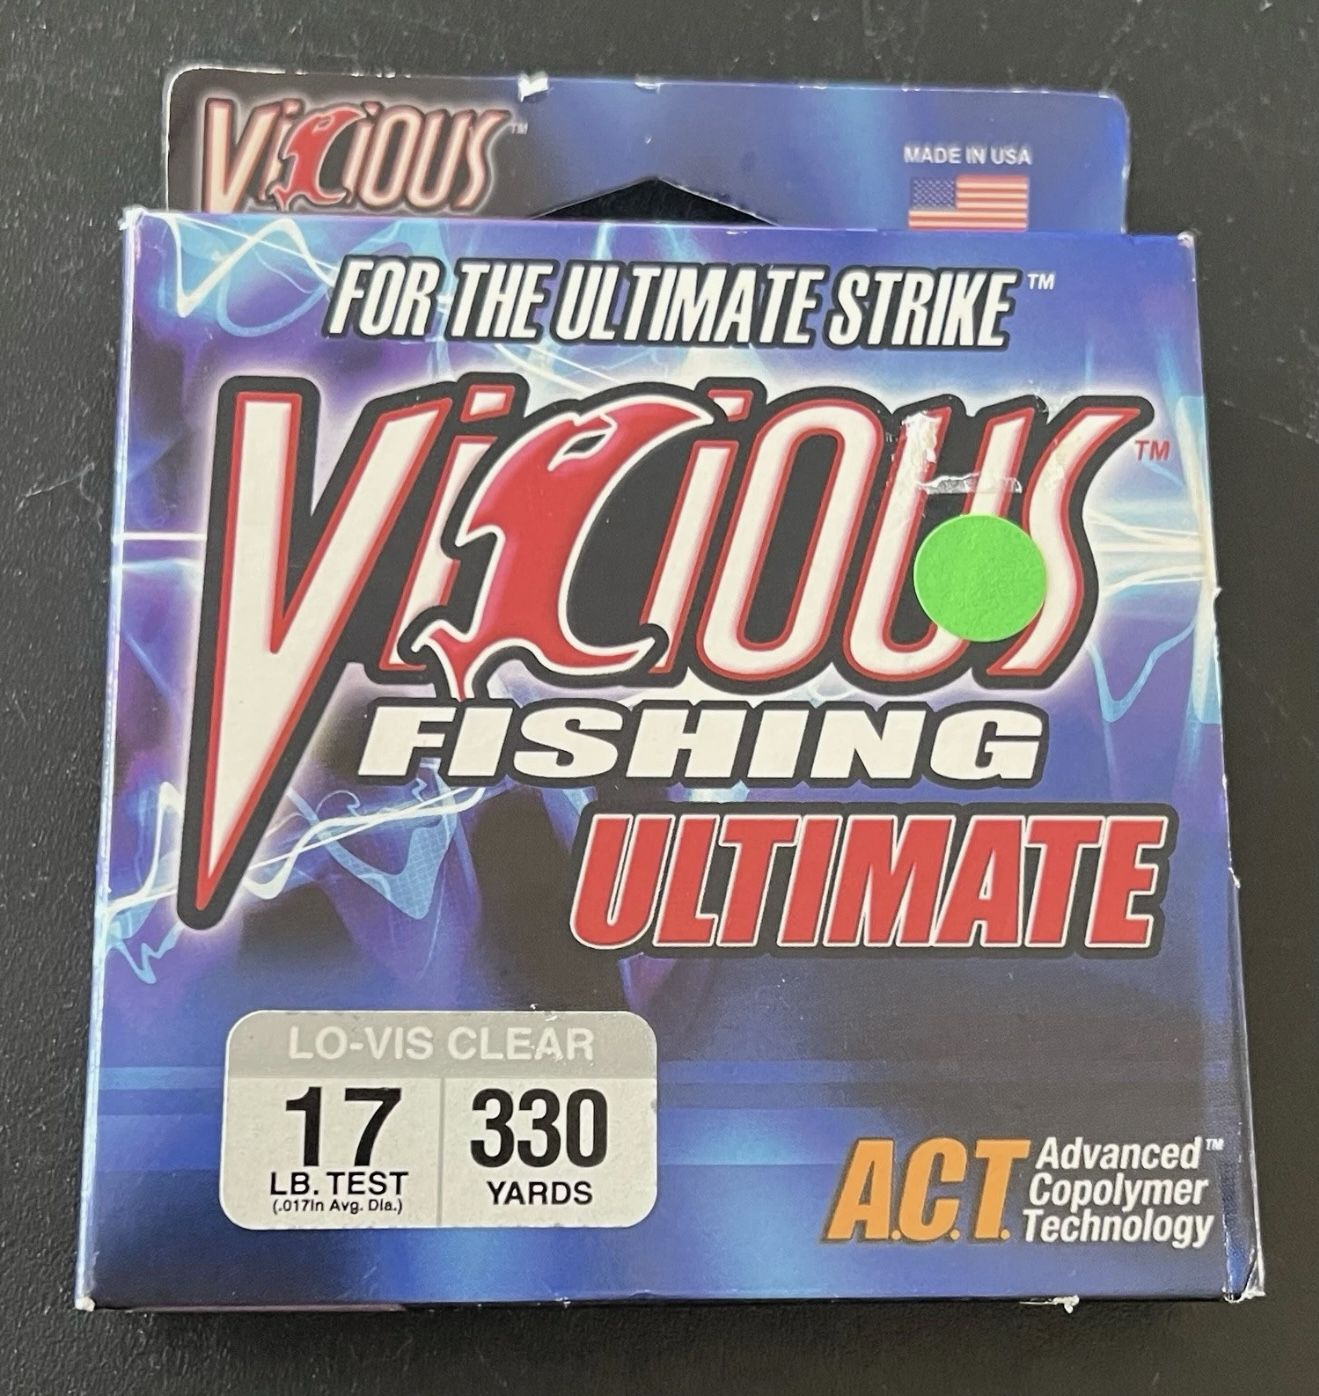 VICIOUS™
MADE IN USA
FOR THE ULTIMATE STRIKE™
VICIOUS™
FISHING
ULTIMATE
LO-VIS CLEAR
17
LB. TEST
(.017In Avg. Dia.)
330
YARDS
A.C.T.
Advanced™
Copolymer
Technology